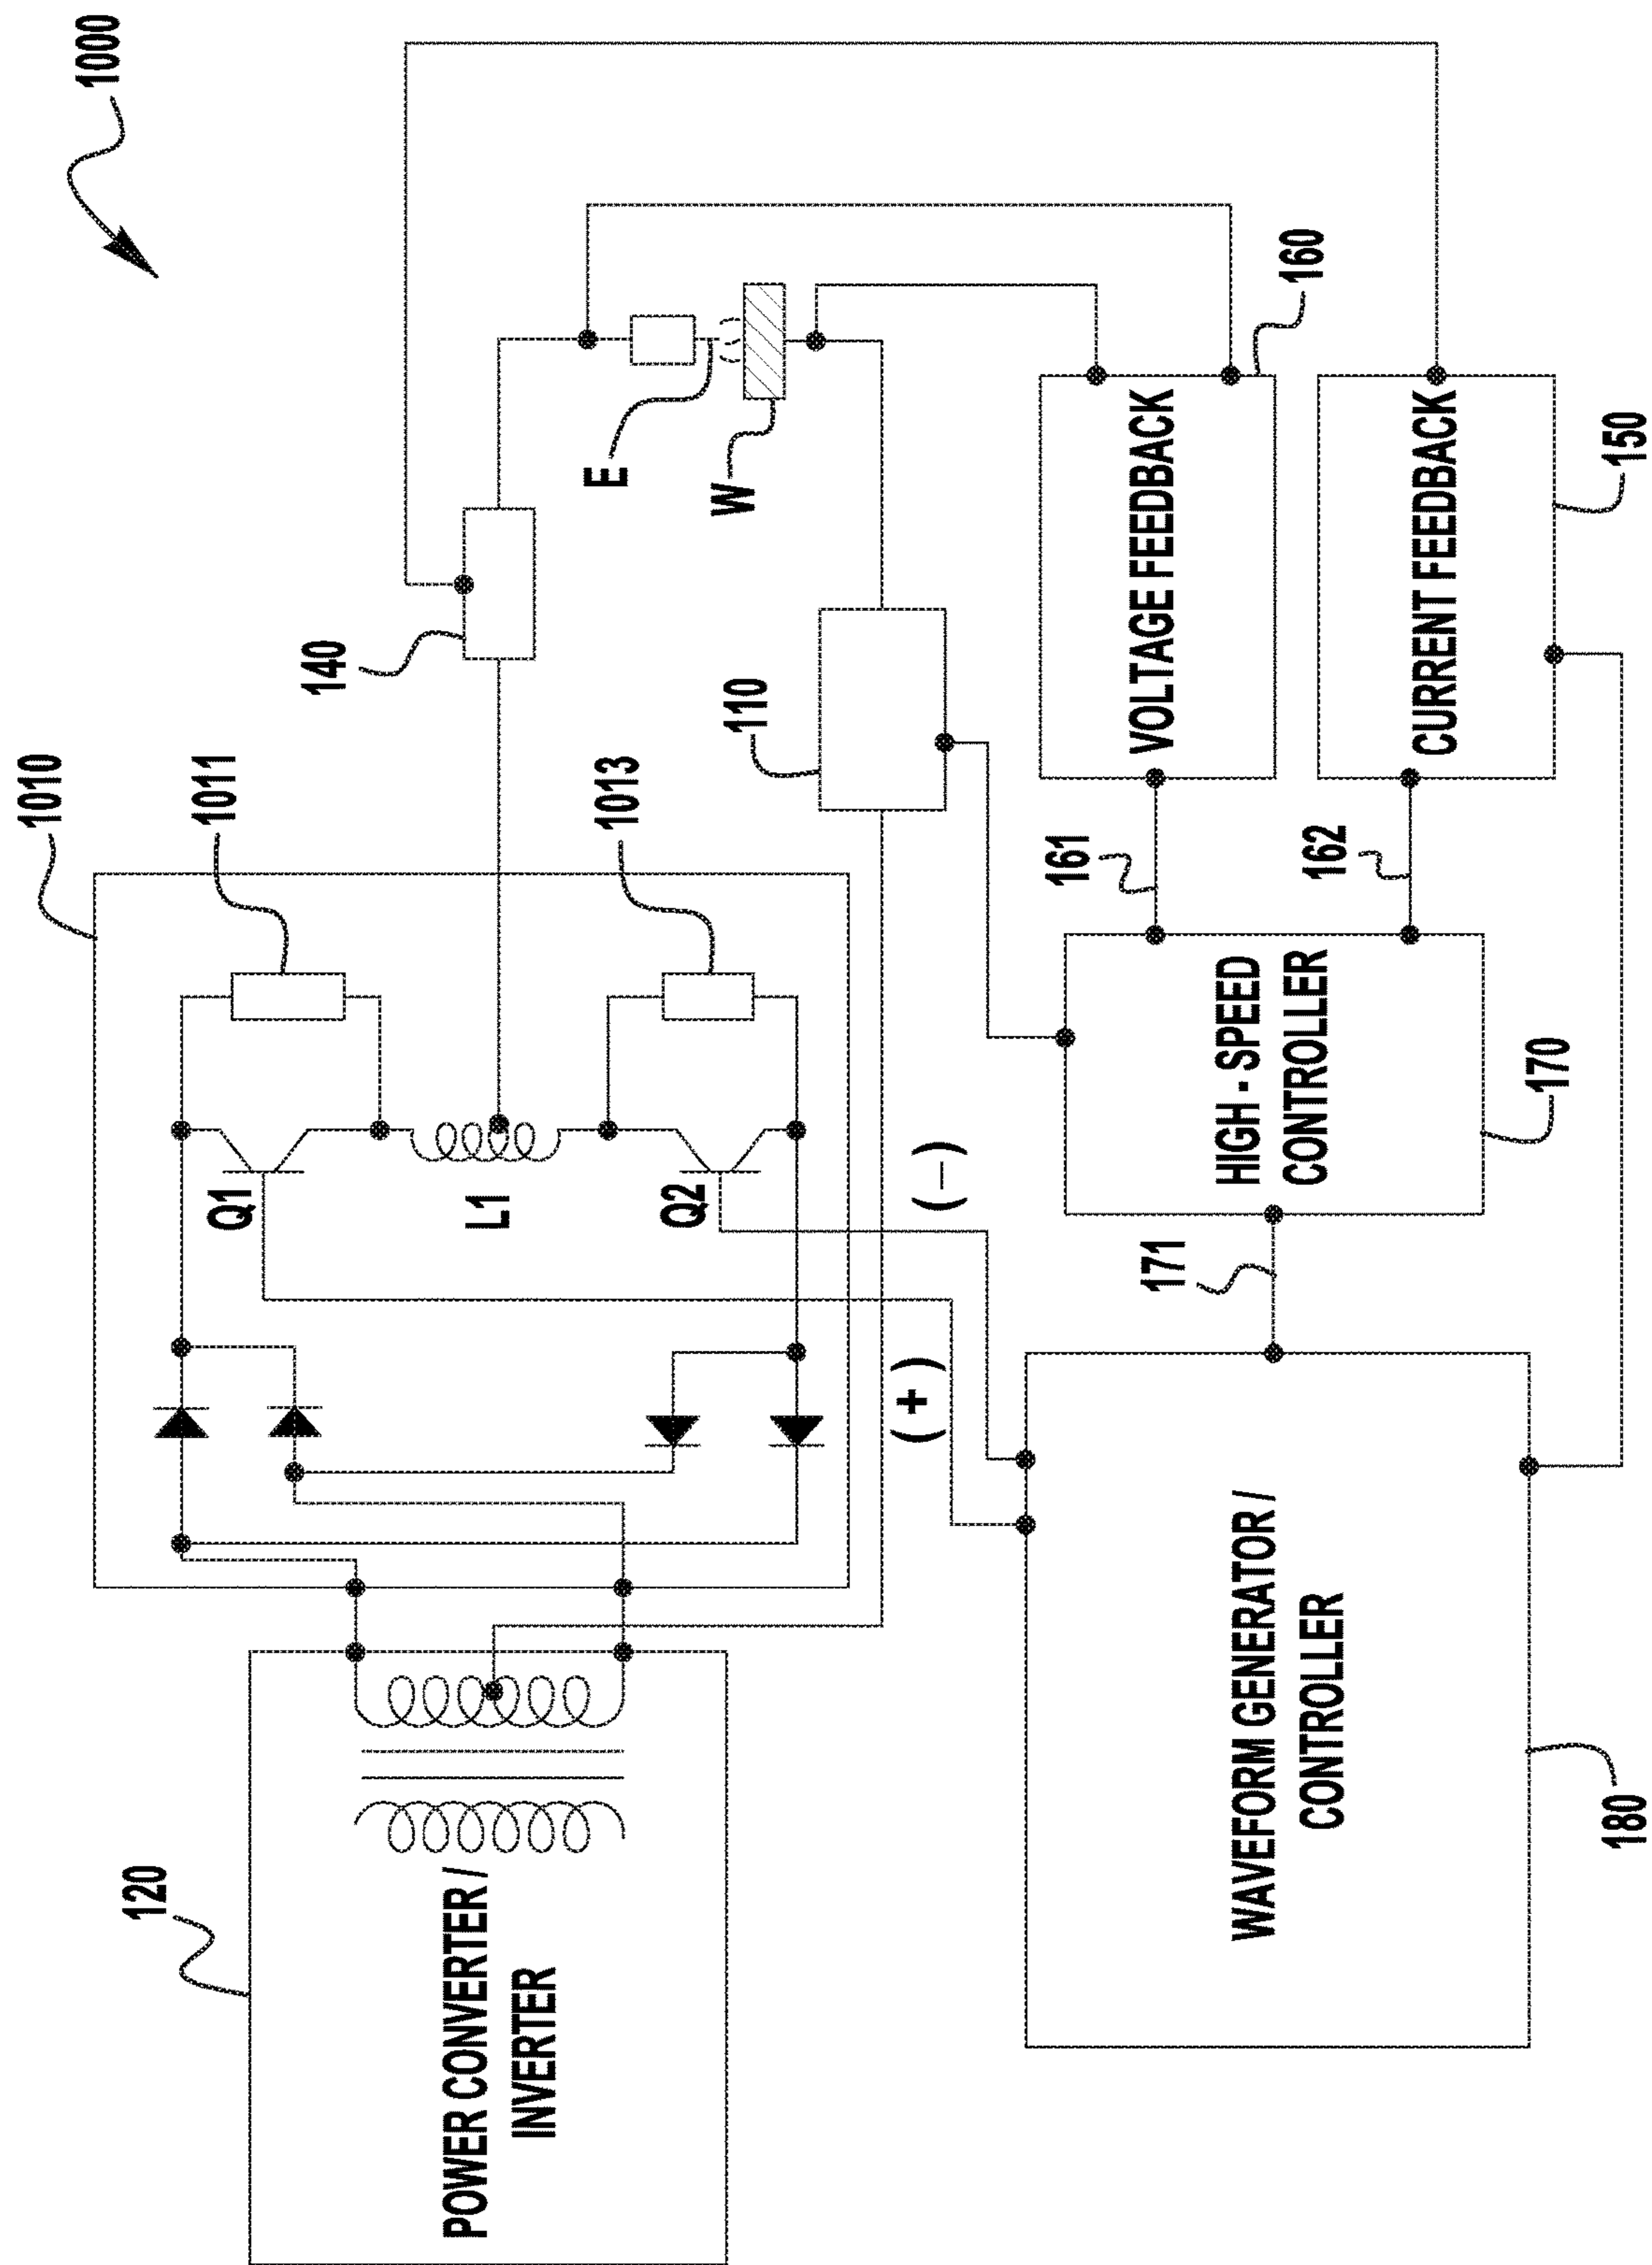 1000
1010
1011
1013
140
E
W
110
160
150
120
Q1
L1
Q2
POWER CONVERTER /
INVERTER
( + )
( − )
VOLTAGE FEEDBACK
CURRENT FEEDBACK
161
162
HIGH - SPEED
CONTROLLER
170
171
WAVEFORM GENERATOR /
CONTROLLER
180